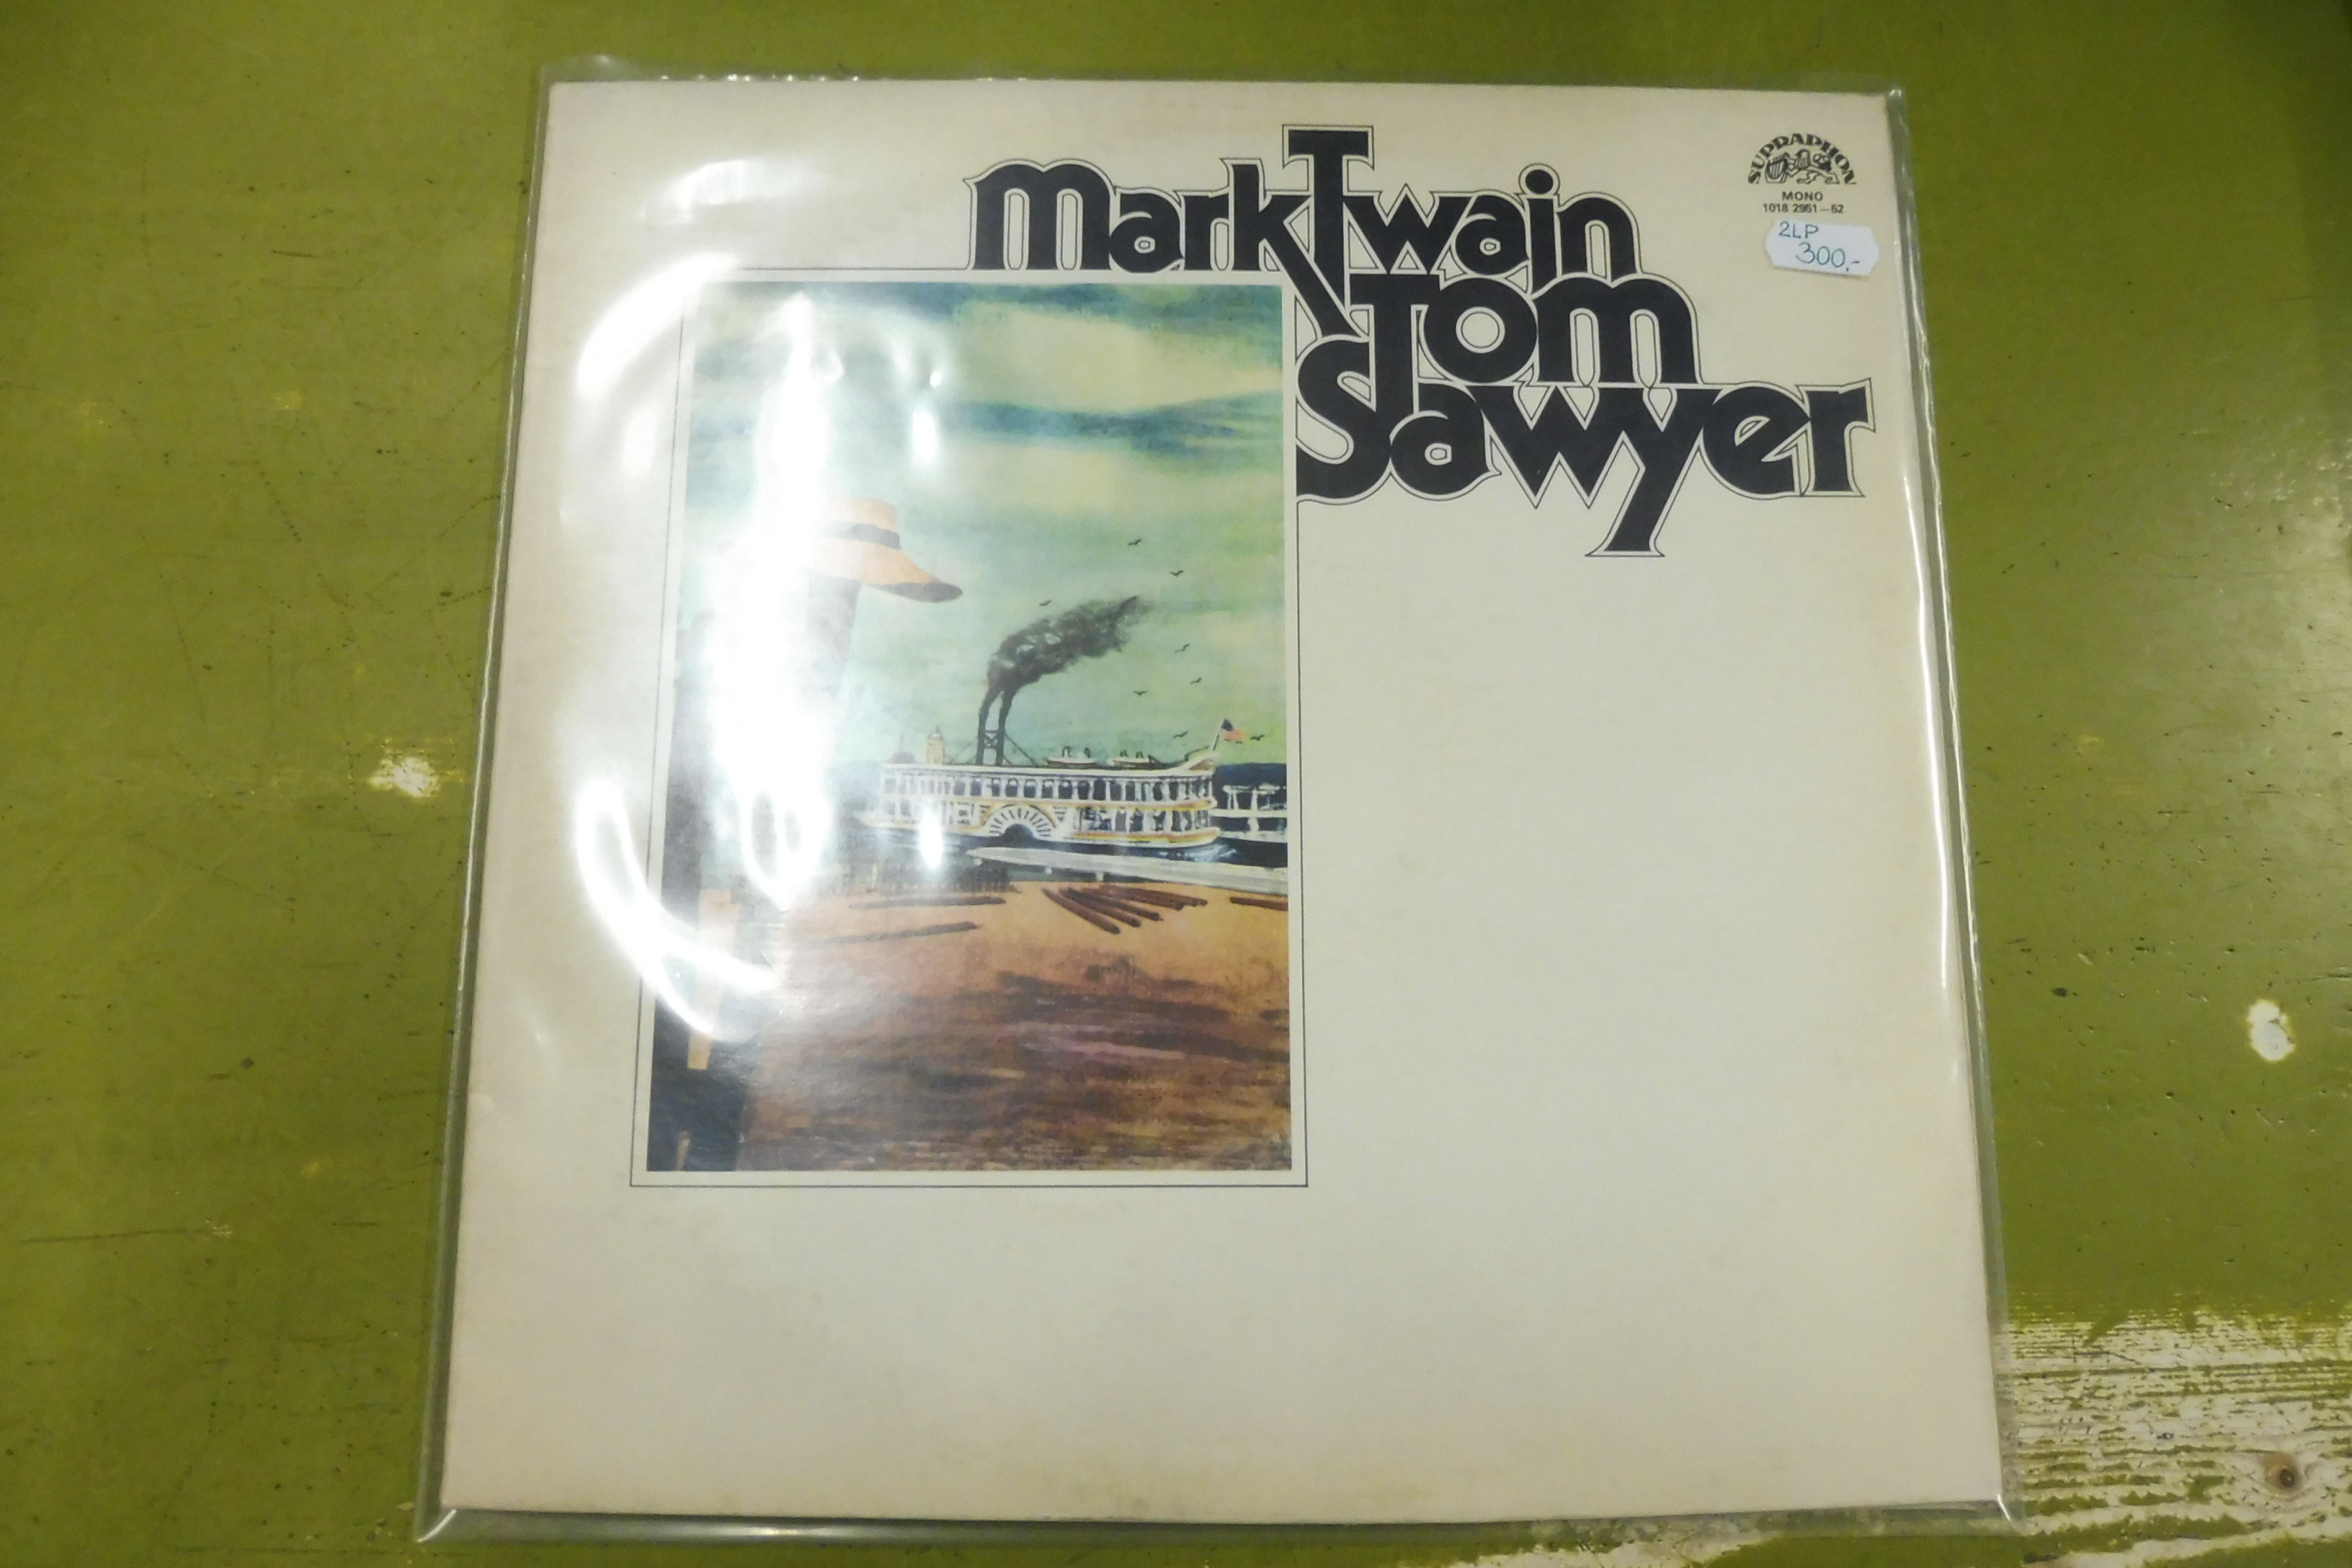 Mark Twain
Tom
Sawyer
SUPRAPHON
MONO
1018 2951—52
2LP
300,-